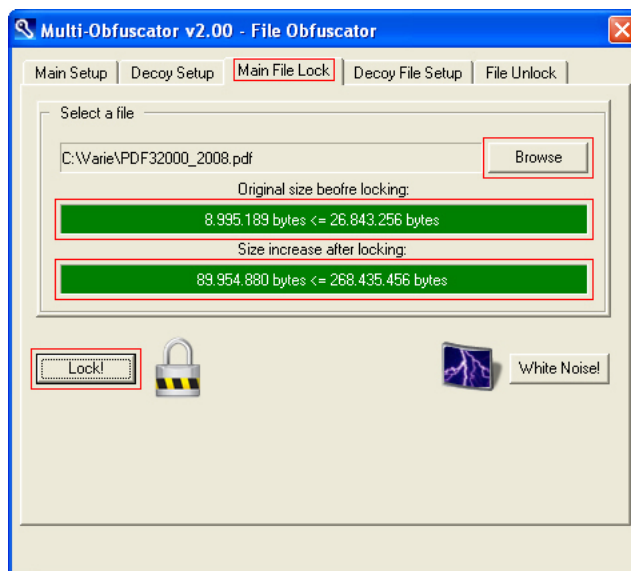 Multi-Obfuscator v2.00 - File Obfuscator
Main Setup Decoy Setup Main File Lock Decoy File Setup File Unlock
Select a file
C:\Varie\PDF32000_2008.pdf Browse
Original size beofre locking:
8.995.189 bytes <= 26.843.256 bytes
Size increase after locking:
89.954.880 bytes <= 268.435.456 bytes
Lock! White Noise!